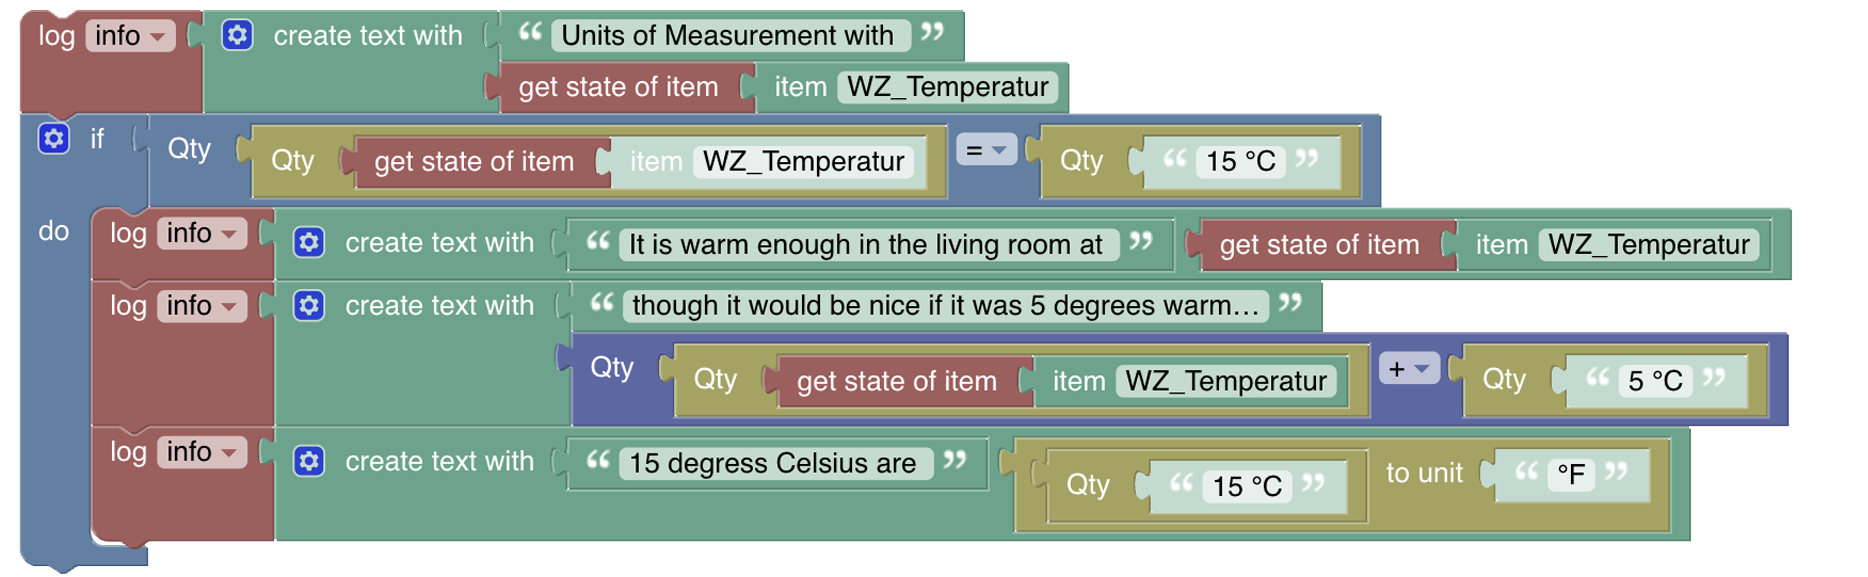 log info create text with “ Units of Measurement with ”
get state of item item WZ_Temperatur
if Qty Qty get state of item item WZ_Temperatur = Qty “ 15 °C ”
do log info create text with “ It is warm enough in the living room at ” get state of item item WZ_Temperatur
log info create text with “ though it would be nice if it was 5 degrees warm… ”
Qty Qty get state of item item WZ_Temperatur + Qty “ 5 °C ”
log info create text with “ 15 degress Celsius are ” Qty “ 15 °C ” to unit “ °F ”